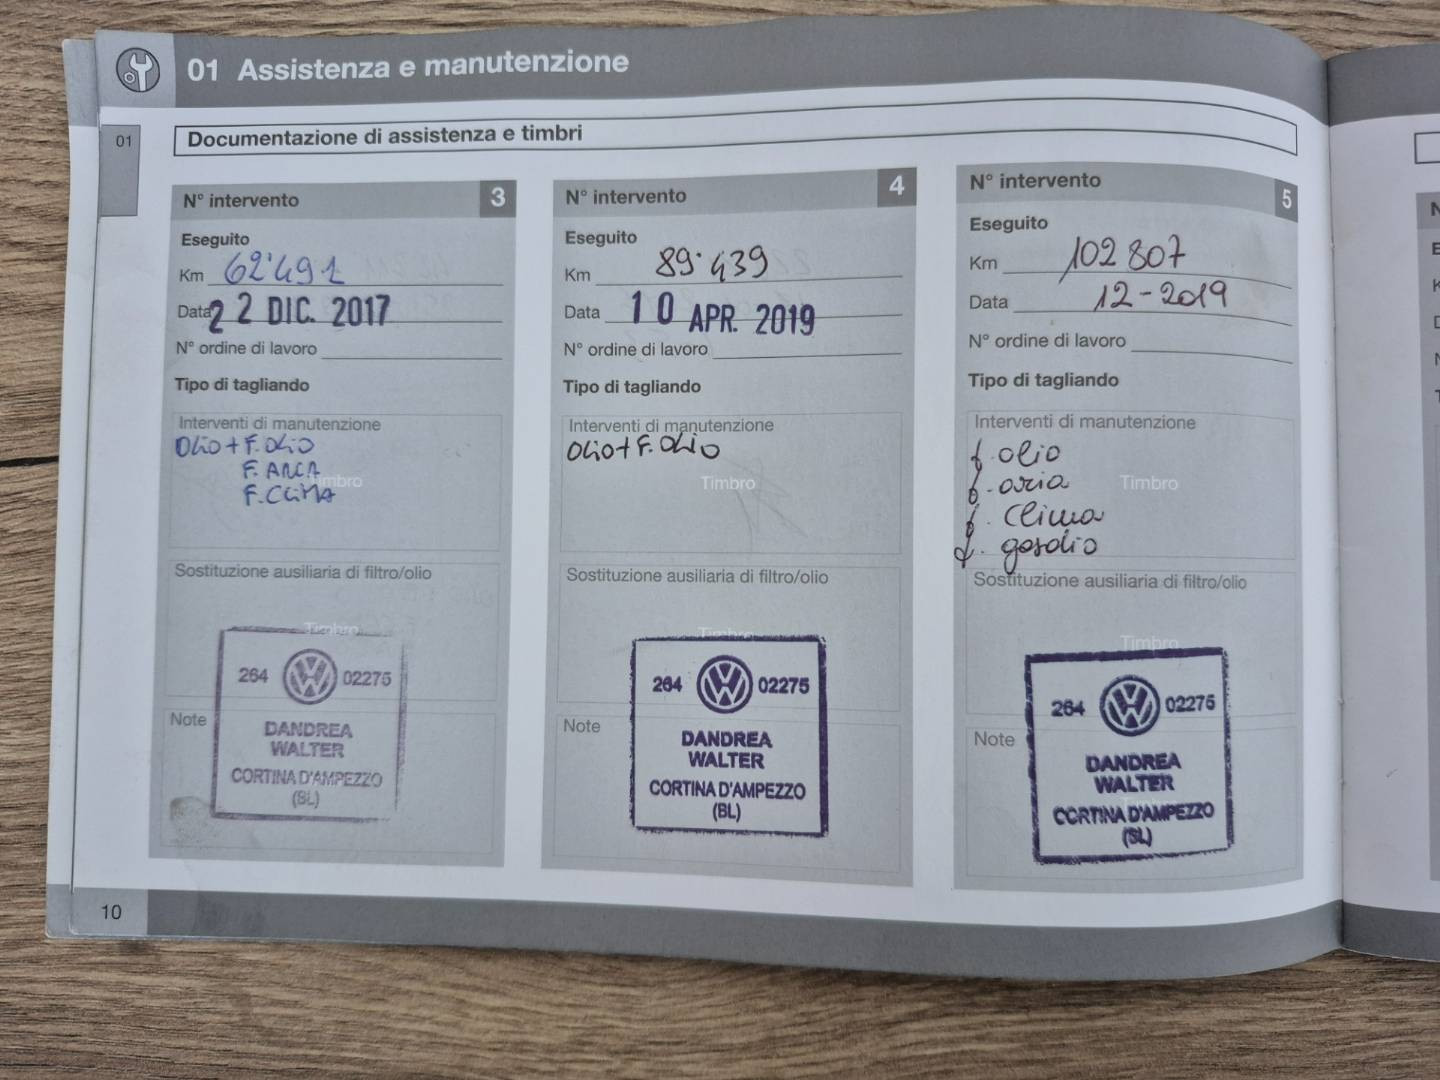 01 Assistenza e manutenzione
01
Documentazione di assistenza e timbri
N° intervento 3
Eseguito
Km 62'491
Data 22 DIC. 2017
N° ordine di lavoro
Tipo di tagliando
Interventi di manutenzione
OLIO + F. OLIO
F. ARIA
F. CLIMA
Timbro
Sostituzione ausiliaria di filtro/olio
Timbro
264 02275
DANDREA
WALTER
CORTINA D'AMPEZZO
(BL)
Note
N° intervento 4
Eseguito
Km 89'439
Data 10 APR. 2019
N° ordine di lavoro
Tipo di tagliando
Interventi di manutenzione
OLIO + F. OLIO
Timbro
Sostituzione ausiliaria di filtro/olio
Timbro
264 02275
DANDREA
WALTER
CORTINA D'AMPEZZO
(BL)
Note
N° intervento 5
Eseguito
Km 102 807
Data 12-2019
N° ordine di lavoro
Tipo di tagliando
Interventi di manutenzione
f. olio
f. aria
f. clima
f. gasolio
Timbro
Sostituzione ausiliaria di filtro/olio
Timbro
264 02275
DANDREA
WALTER
CORTINA D'AMPEZZO
(BL)
Note
10